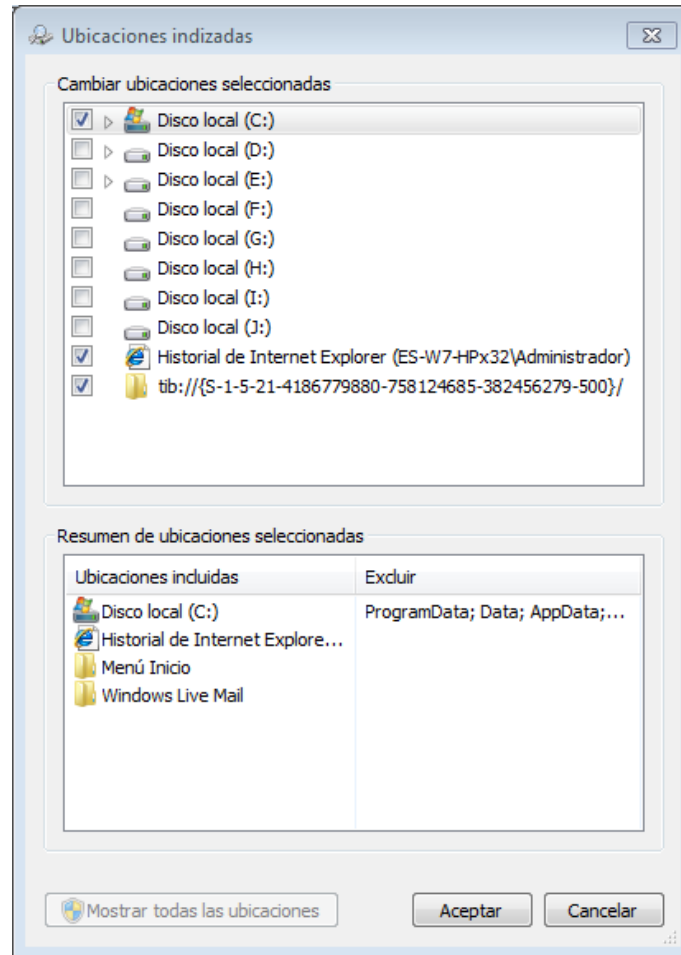 Ubicaciones indizadas
Cambiar ubicaciones seleccionadas
Disco local (C:)
Disco local (D:)
Disco local (E:)
Disco local (F:)
Disco local (G:)
Disco local (H:)
Disco local (I:)
Disco local (J:)
Historial de Internet Explorer (ES-W7-HPx32\Administrador)
tib://{S-1-5-21-4186779880-758124685-382456279-500}/
Resumen de ubicaciones seleccionadas
Ubicaciones incluidas Excluir
Disco local (C:) ProgramData; Data; AppData;...
Historial de Internet Explore...
Menú Inicio
Windows Live Mail
Mostrar todas las ubicaciones Aceptar Cancelar